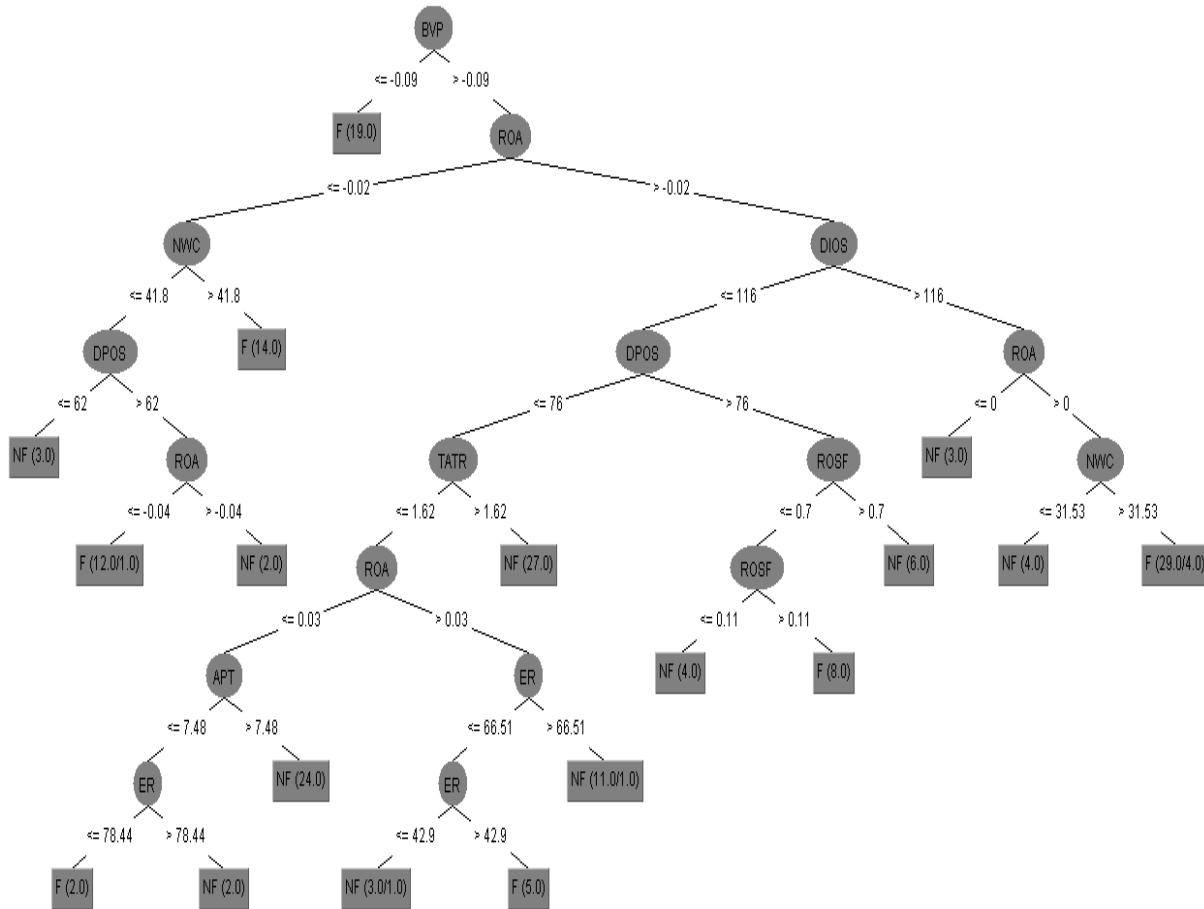 BVP
<= -0.09 > -0.09
F (19.0) ROA
<= -0.02 > -0.02
NWC DIOS
<= 41.8 > 41.8 <= 116 > 116
DPOS F (14.0) DPOS ROA
<= 62 > 62 <= 76 > 76 <= 0 > 0
NF (3.0) ROA TATR ROSF NF (3.0) NWC
<= -0.04 > -0.04 <= 1.62 > 1.62 <= 0.7 > 0.7 <= 31.53 > 31.53
F (12.0/1.0) NF (2.0) ROA NF (27.0) ROSF NF (6.0) NF (4.0) F (29.0/4.0)
<= 0.03 > 0.03 <= 0.11 > 0.11
APT ER NF (4.0) F (8.0)
<= 7.48 > 7.48 <= 66.51 > 66.51
ER NF (24.0) ER NF (11.0/1.0)
<= 78.44 > 78.44 <= 42.9 > 42.9
F (2.0) NF (2.0) NF (3.0/1.0) F (5.0)